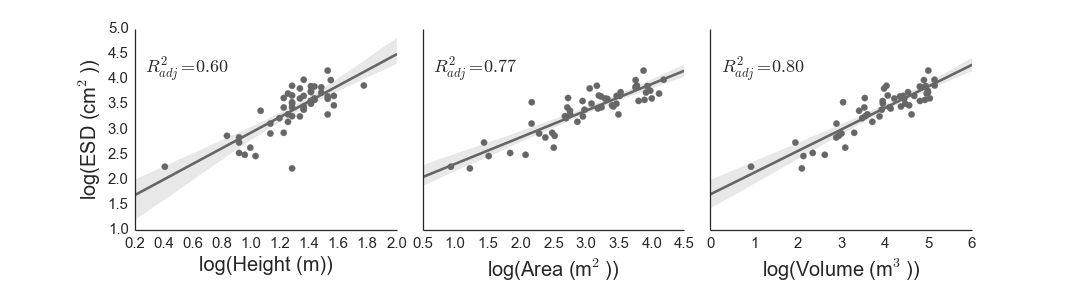 log(ESD (cm² ))
5.0
4.5
4.0
3.5
3.0
2.5
2.0
1.5
1.0
R²adj=0.60
0.2 0.4 0.6 0.8 1.0 1.2 1.4 1.6 1.8 2.0
log(Height (m))
R²adj=0.77
0.5 1.0 1.5 2.0 2.5 3.0 3.5 4.0 4.5
log(Area (m² ))
R²adj=0.80
0 1 2 3 4 5 6
log(Volume (m³ ))